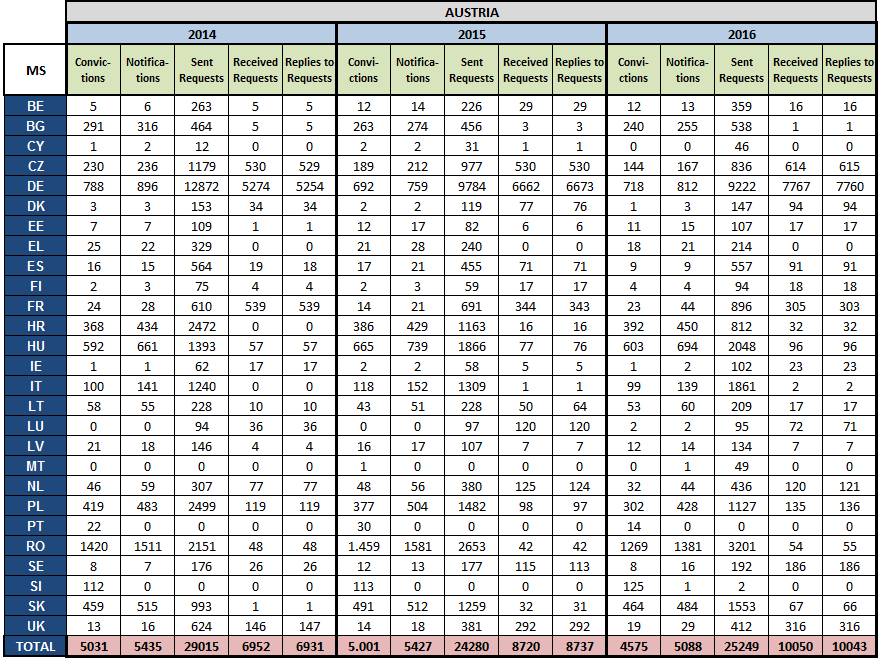 AUSTRIA
2014 2015 2016
MS Convic-tions Notifica-tions Sent Requests Received Requests Replies to Requests Convi-ctions Notifica-tions Sent Requests Received Requests Replies to Requests Convi-ctions Notifica-tions Sent Requests Received Requests Replies to Requests
BE 5 6 263 5 5 12 14 226 29 29 12 13 359 16 16
BG 291 316 464 5 5 263 274 456 3 3 240 255 538 1 1
CY 1 2 12 0 0 2 2 31 1 1 0 0 46 0 0
CZ 230 236 1179 530 529 189 212 977 530 530 144 167 836 614 615
DE 788 896 12872 5274 5254 692 759 9784 6662 6673 718 812 9222 7767 7760
DK 3 3 153 34 34 2 2 119 77 76 1 3 147 94 94
EE 7 7 109 1 1 12 17 82 6 6 11 15 107 17 17
EL 25 22 329 0 0 21 28 240 0 0 18 21 214 0 0
ES 16 15 564 19 18 17 21 455 71 71 9 9 557 91 91
FI 2 3 75 4 4 2 3 59 17 17 4 4 94 18 18
FR 24 28 610 539 539 14 21 691 344 343 23 44 896 305 303
HR 368 434 2472 0 0 386 429 1163 16 16 392 450 812 32 32
HU 592 661 1393 57 57 665 739 1866 77 76 603 694 2048 96 96
IE 1 1 62 17 17 2 2 58 5 5 1 2 102 23 23
IT 100 141 1240 0 0 118 152 1309 1 1 99 139 1861 2 2
LT 58 55 228 10 10 43 51 228 50 64 53 60 209 17 17
LU 0 0 94 36 36 0 0 97 120 120 2 2 95 72 71
LV 21 18 146 4 4 16 17 107 7 7 12 14 134 7 7
MT 0 0 0 0 0 1 0 0 0 0 0 1 49 0 0
NL 46 59 307 77 77 48 56 380 125 124 32 44 436 120 121
PL 419 483 2499 119 119 377 504 1482 98 97 302 428 1127 135 136
PT 22 0 0 0 0 30 0 0 0 0 14 0 0 0 0
RO 1420 1511 2151 48 48 1.459 1581 2653 42 42 1269 1381 3201 54 55
SE 8 7 176 26 26 12 13 177 115 113 8 16 192 186 186
SI 112 0 0 0 0 113 0 0 0 0 125 1 2 0 0
SK 459 515 993 1 1 491 512 1259 32 31 464 484 1553 67 66
UK 13 16 624 146 147 14 18 381 292 292 19 29 412 316 316
TOTAL 5031 5435 29015 6952 6931 5.001 5427 24280 8720 8737 4575 5088 25249 10050 10043